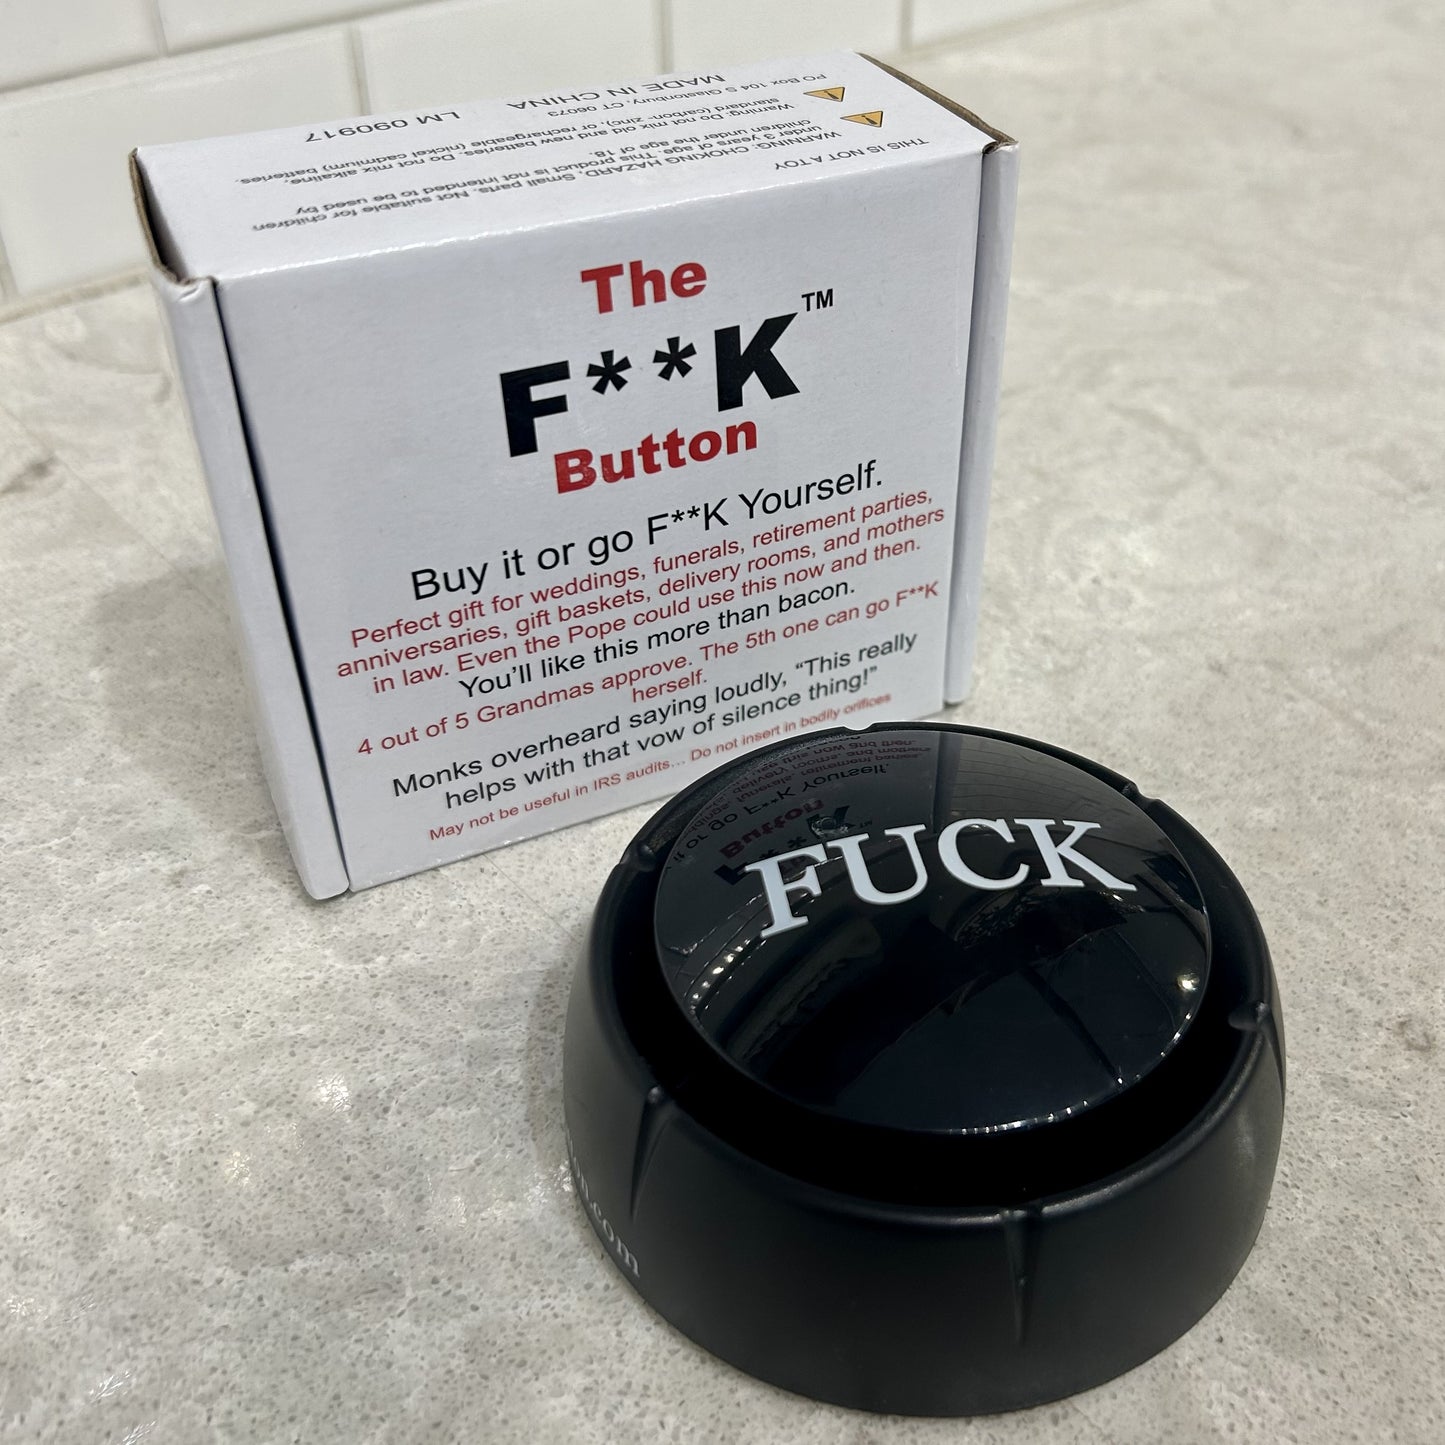 THIS IS NOT A TOY
WARNING: CHOKING HAZARD, Small parts. Not suitable for children
under 3 years of age. This product is not intended to be used by
children under the age of 18.
Warning: Do not mix old and new batteries. Do not mix alkaline,
standard (carbon- zinc), or rechargeable (nickel cadmium) batteries.
PO Box 104 S Glastonbury, CT 06073
MADE IN CHINA
LM 090917
The
F**K™
Button
Buy it or go F**K Yourself.
Perfect gift for weddings, funerals, retirement parties,
anniversaries, gift baskets, delivery rooms, and mothers
in law. Even the Pope could use this now and then.
You’ll like this more than bacon.
4 out of 5 Grandmas approve. The 5th one can go F**K
herself.
Monks overheard saying loudly, “This really
helps with that vow of silence thing!”
May not be useful in IRS audits... Do not insert in bodily orifices
FUCK